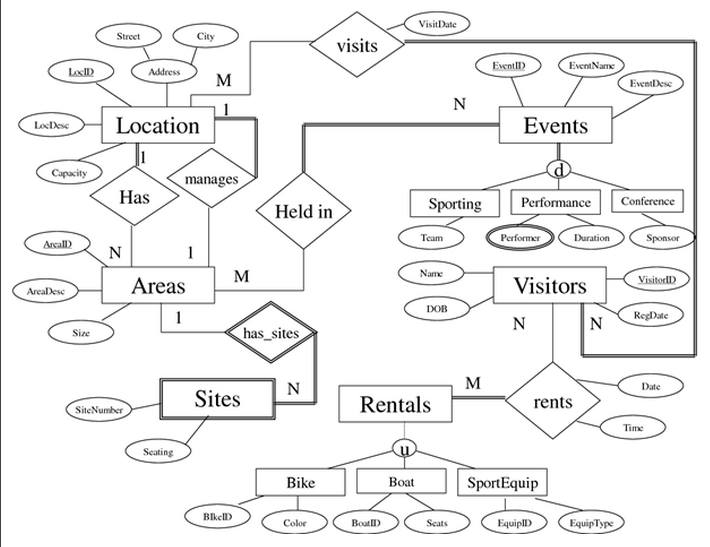 VisitDate
Street
City
visits
LocID
Address
M
EventID
EventName
EventDesc
1
N
LocDesc
Location
Events
1
Capacity
Has
manages
d
Held in
Sporting
Performance
Conference
Team
Performer
Duration
Sponsor
AreaID
N
1
M
Name
AreaDesc
Areas
Visitors
VisitorID
DOB
RegDate
Size
1
has_sites
N
N
N
M
Date
SiteNumber
Sites
Rentals
rents
Time
Seating
u
Bike
Boat
SportEquip
BIkeID
Color
BoatID
Seats
EquipID
EquipType